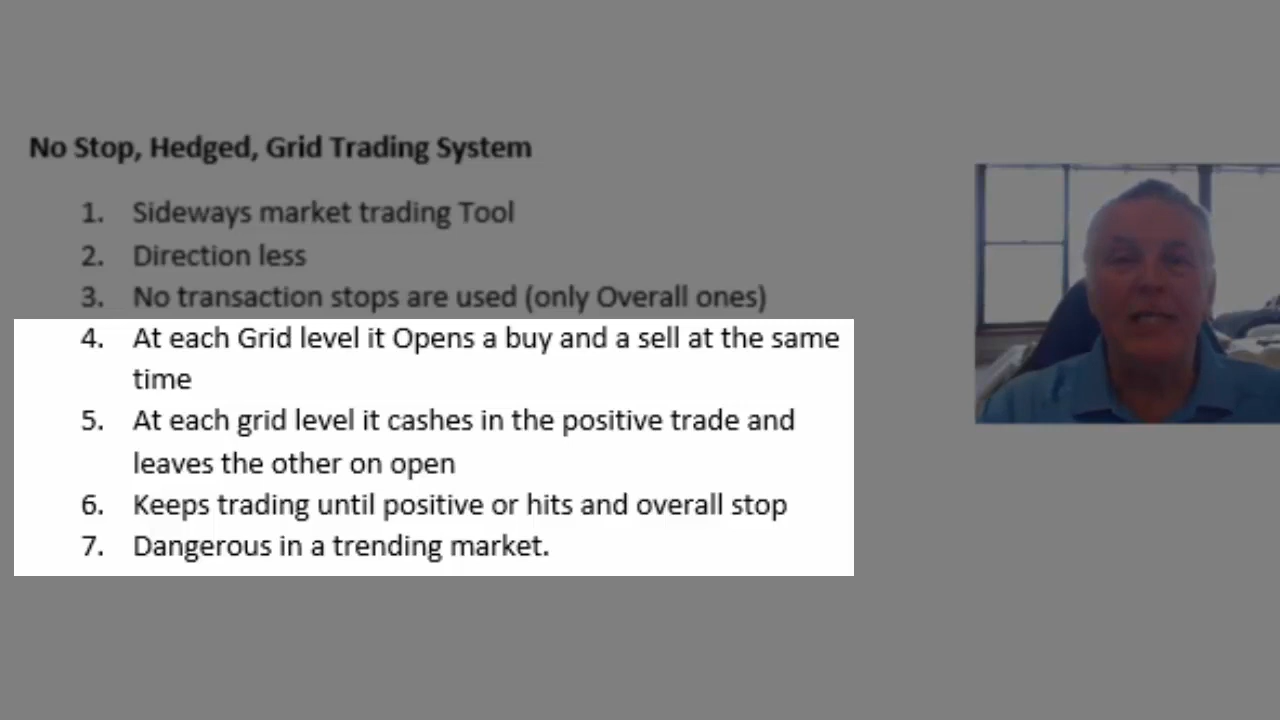 No Stop, Hedged, Grid Trading System
1. Sideways market trading Tool
2. Direction less
3. No transaction stops are used (only Overall ones)
4. At each Grid level it Opens a buy and a sell at the same
time
5. At each grid level it cashes in the positive trade and
leaves the other on open
6. Keeps trading until positive or hits and overall stop
7. Dangerous in a trending market.